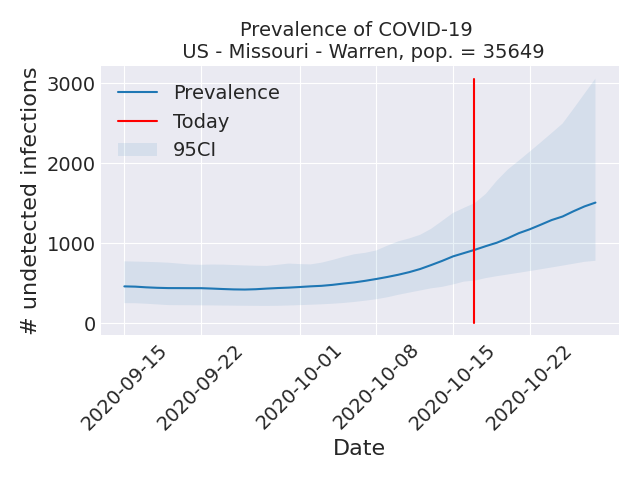 Prevalence of COVID-19
US - Missouri - Warren, pop. = 35649
# undetected infections
3000
2000
1000
0
Prevalence
Today
95CI
2020-09-15
2020-09-22
2020-10-01
2020-10-08
2020-10-15
2020-10-22
Date